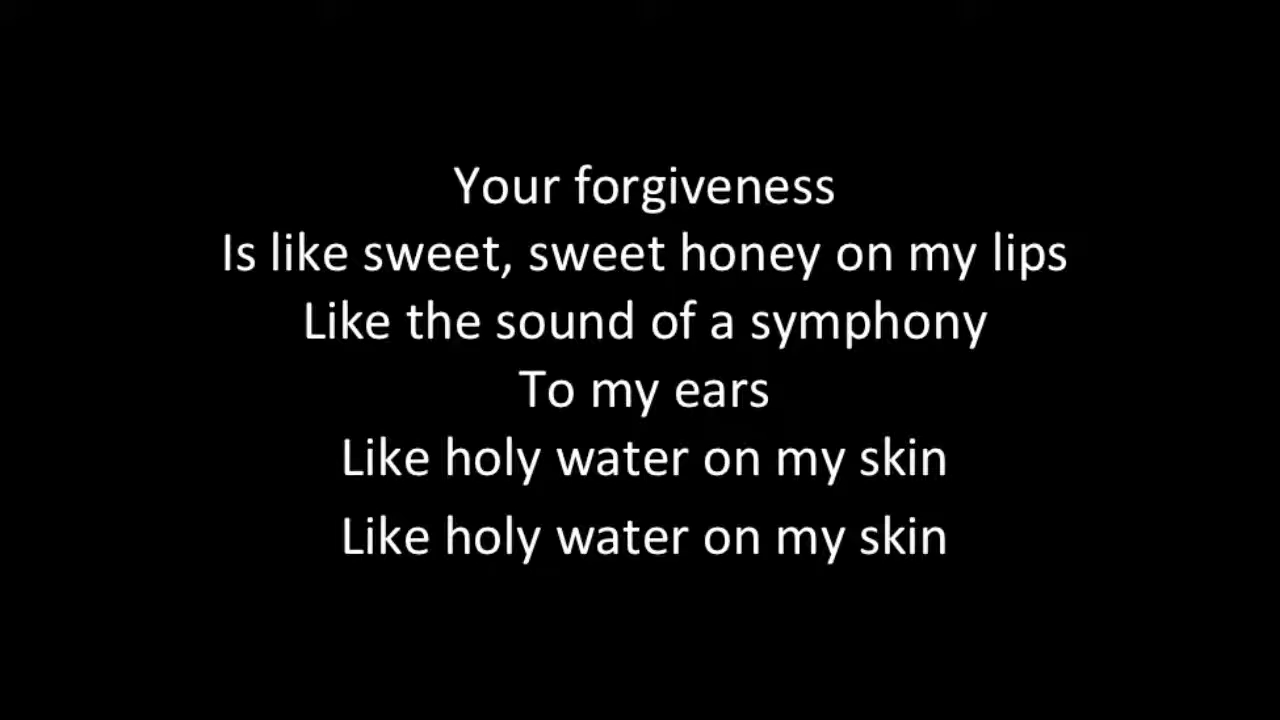 Your forgiveness
Is like sweet, sweet honey on my lips
Like the sound of a symphony
To my ears
Like holy water on my skin
Like holy water on my skin